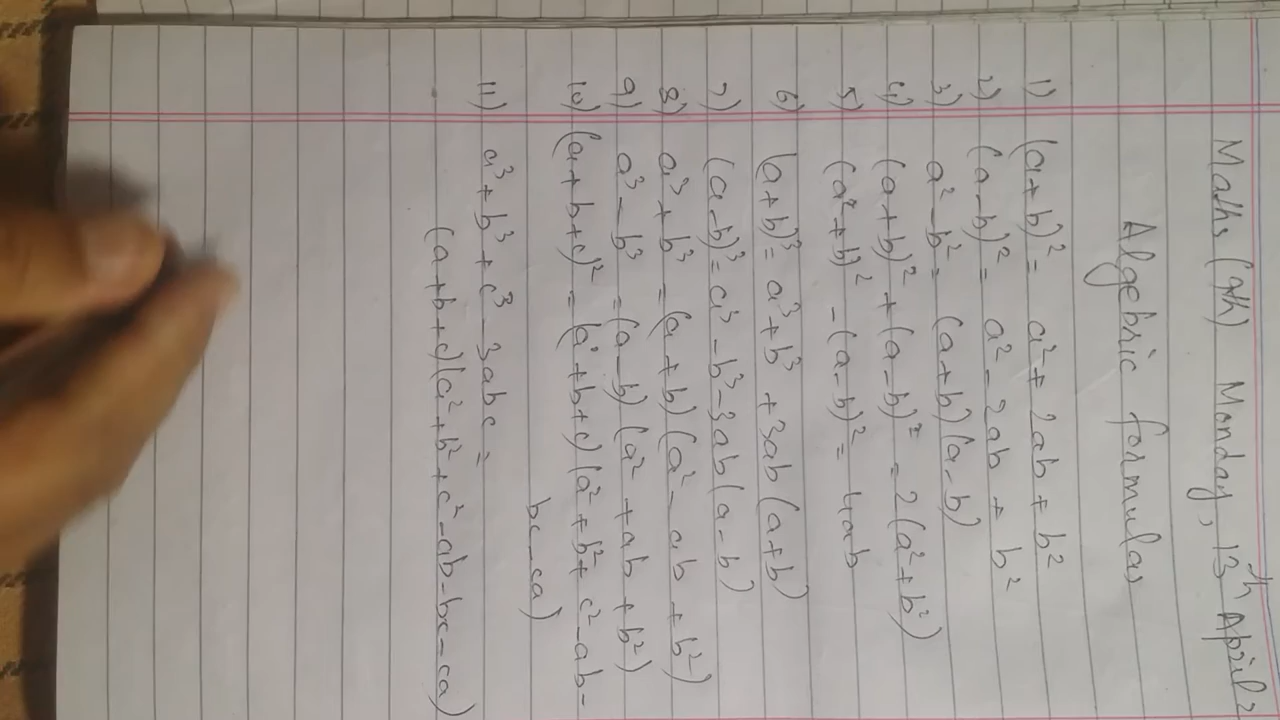 Maths (9th) Monday, 13th April 2
Algebric formulas
1) (a+b)² = a² + 2ab + b²
2) (a-b)² = a² - 2ab + b²
3) a² - b² = (a+b) (a-b)
4) (a+b)² + (a-b)² = 2(a²+b²)
5) (a²+b)² - (a-b)² = 4ab
6) (a+b)³ = a³ + b³ + 3ab (a+b)
7) (a-b)³ = a³ - b³ - 3ab (a-b)
8) a³ + b³ = (a+b) (a² - ab + b²)
9) a³ - b³ = (a-b) (a² + ab + b²)
10) (a+b+c)² = (a²+b+c) (a²+b²+c²-ab-
bc-ca)
11) a³ + b³ + c³ - 3abc =
(a+b+c)(a²+b²+c²-ab-bc-ca)